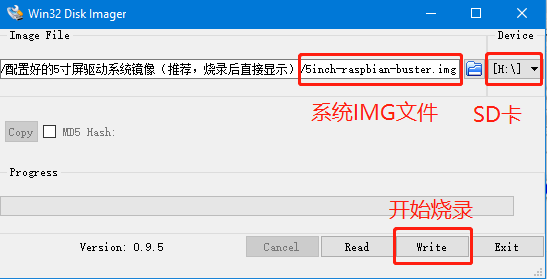 Win32 Disk Imager
Image File
Device
/配置好的5寸屏驱动系统镜像（推荐，烧录后直接显示）/5inch-raspbian-buster.img
[H:\]
系统IMG文件
SD卡
Copy
MD5 Hash:
Progress
开始烧录
Version: 0.9.5
Cancel
Read
Write
Exit